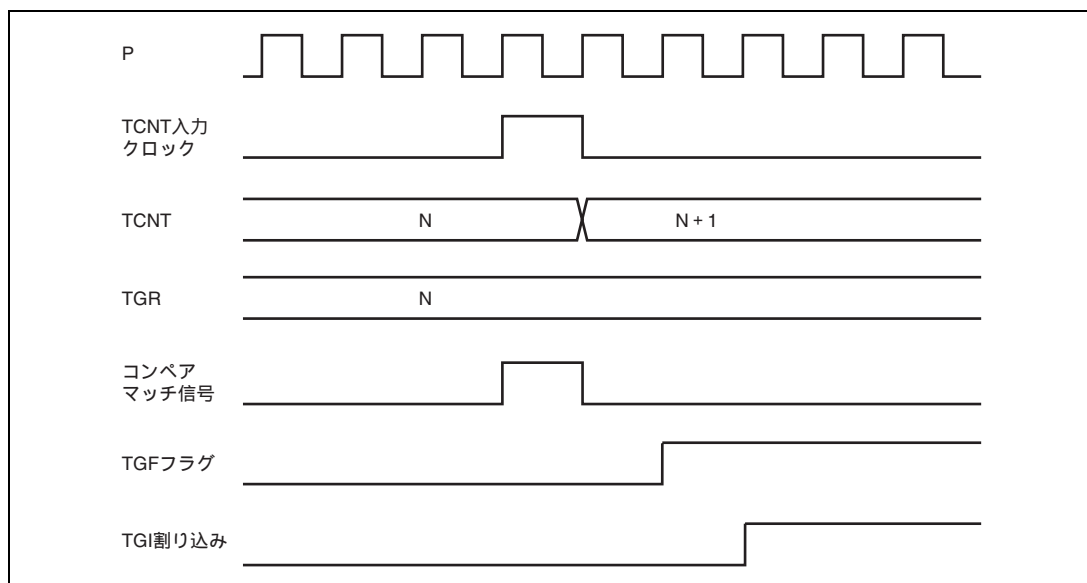 P
TCNT入力
クロック
TCNT
N
N + 1
TGR
N
コンペア
マッチ信号
TGFフラグ
TGI割り込み